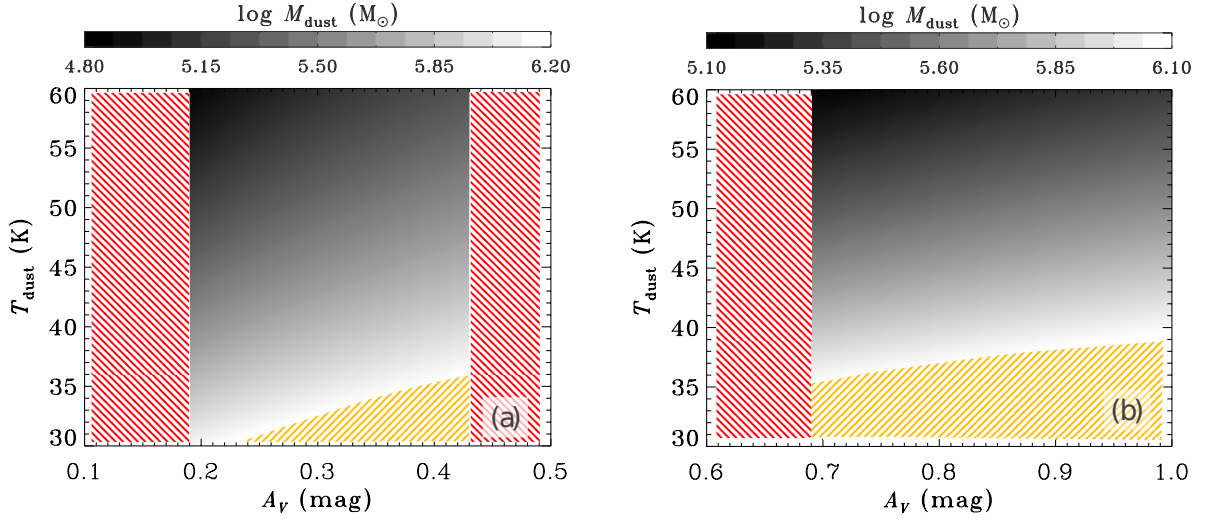 log M_dust (M_⊙)
4.80 5.15 5.50 5.85 6.20
60
55
50
45
40
35
30
T_dust (K)
(a)
0.1 0.2 0.3 0.4 0.5
A_V (mag)
log M_dust (M_⊙)
5.10 5.35 5.60 5.85 6.10
60
55
50
45
40
35
30
T_dust (K)
(b)
0.6 0.7 0.8 0.9 1.0
A_V (mag)